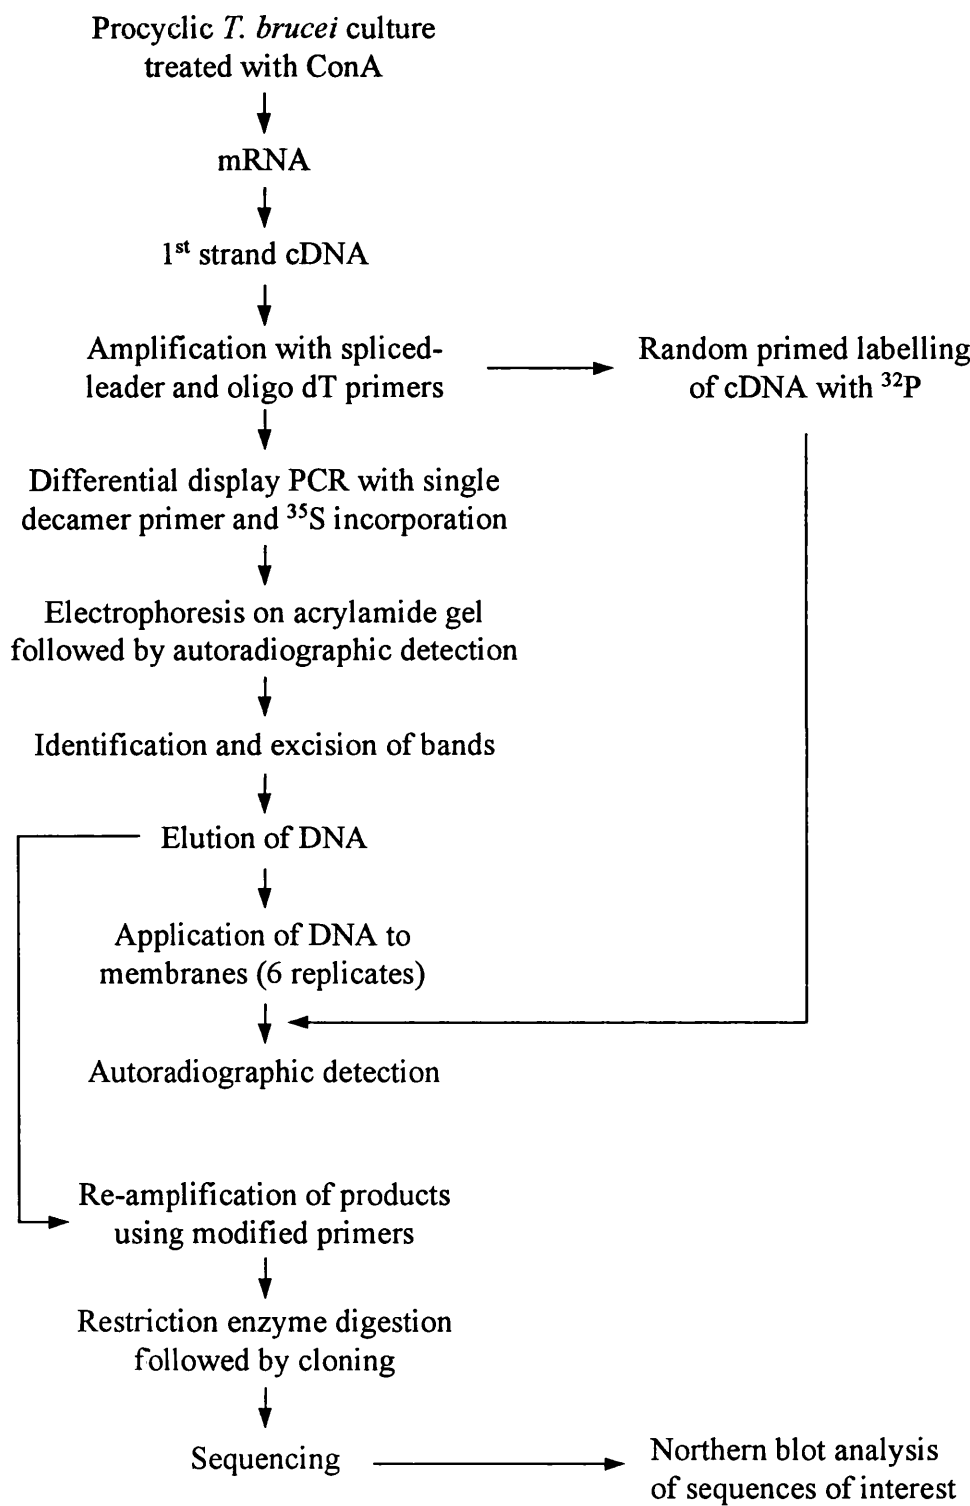 Procyclic T. brucei culture
treated with ConA
mRNA
1st strand cDNA
Amplification with spliced-
leader and oligo dT primers
Random primed labelling
of cDNA with 32P
Differential display PCR with single
decamer primer and 35S incorporation
Electrophoresis on acrylamide gel
followed by autoradiographic detection
Identification and excision of bands
Elution of DNA
Application of DNA to
membranes (6 replicates)
Autoradiographic detection
Re-amplification of products
using modified primers
Restriction enzyme digestion
followed by cloning
Sequencing
Northern blot analysis
of sequences of interest